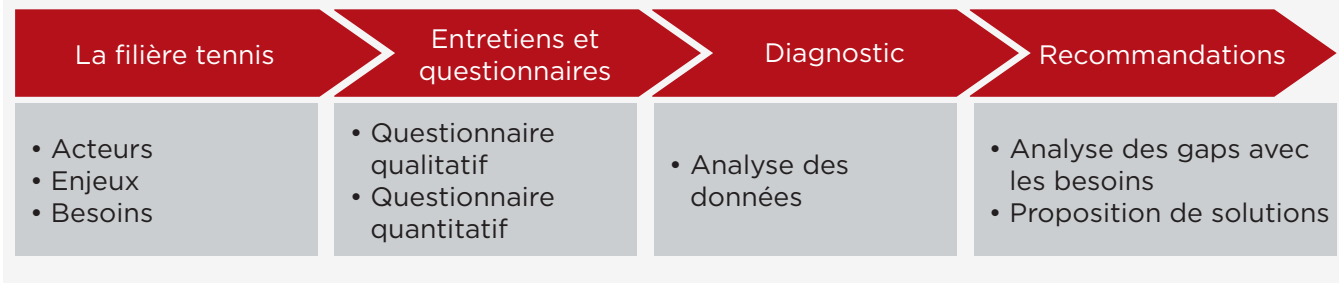 La filière tennis
Entretiens et
questionnaires
Diagnostic
Recommandations
• Acteurs
• Enjeux
• Besoins
• Questionnaire
qualitatif
• Questionnaire
quantitatif
• Analyse des
données
• Analyse des gaps avec
les besoins
• Proposition de solutions